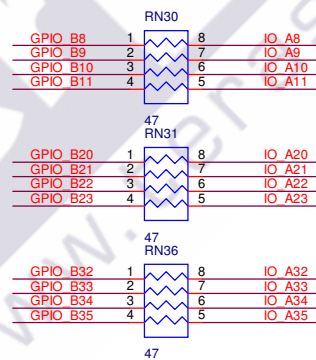 RN30
GPIO_B8 1 8 IO_A8
GPIO_B9 2 7 IO_A9
GPIO_B10 3 6 IO_A10
GPIO_B11 4 5 IO_A11
47
RN31
GPIO_B20 1 8 IO_A20
GPIO_B21 2 7 IO_A21
GPIO_B22 3 6 IO_A22
GPIO_B23 4 5 IO_A23
47
RN36
GPIO_B32 1 8 IO_A32
GPIO_B33 2 7 IO_A33
GPIO_B34 3 6 IO_A34
GPIO_B35 4 5 IO_A35
47